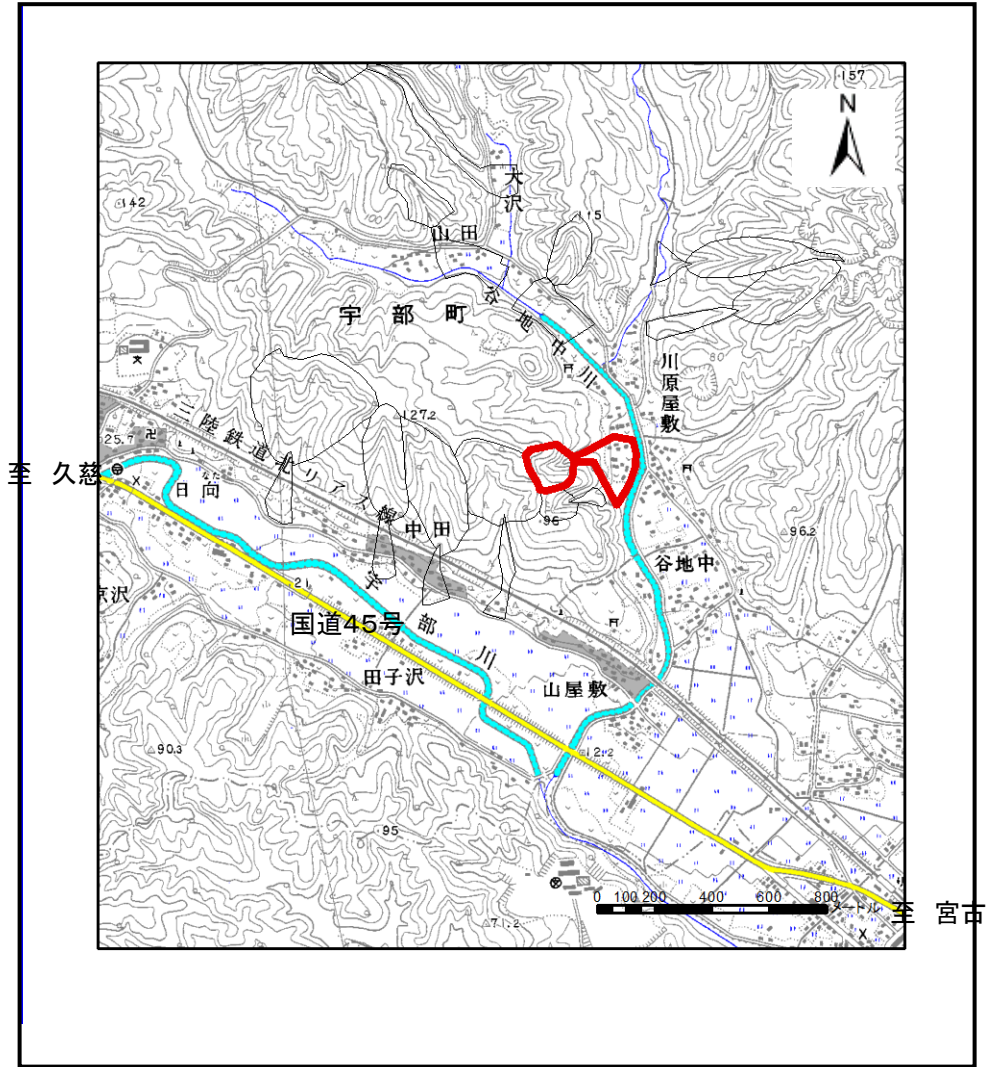 157
N
大沢
142
100
山田
115
谷地中川
宇部町
川原屋敷
60
127.2
三陸鉄道北リアス線
25.7
至 久慈
日向
中田
96
96.2
谷地中
21
京沢
国道45号
宇部川
田子沢
山屋敷
90.3
12.2
95
0 100 200 400 600 800
メートル
至 宮古
71.2